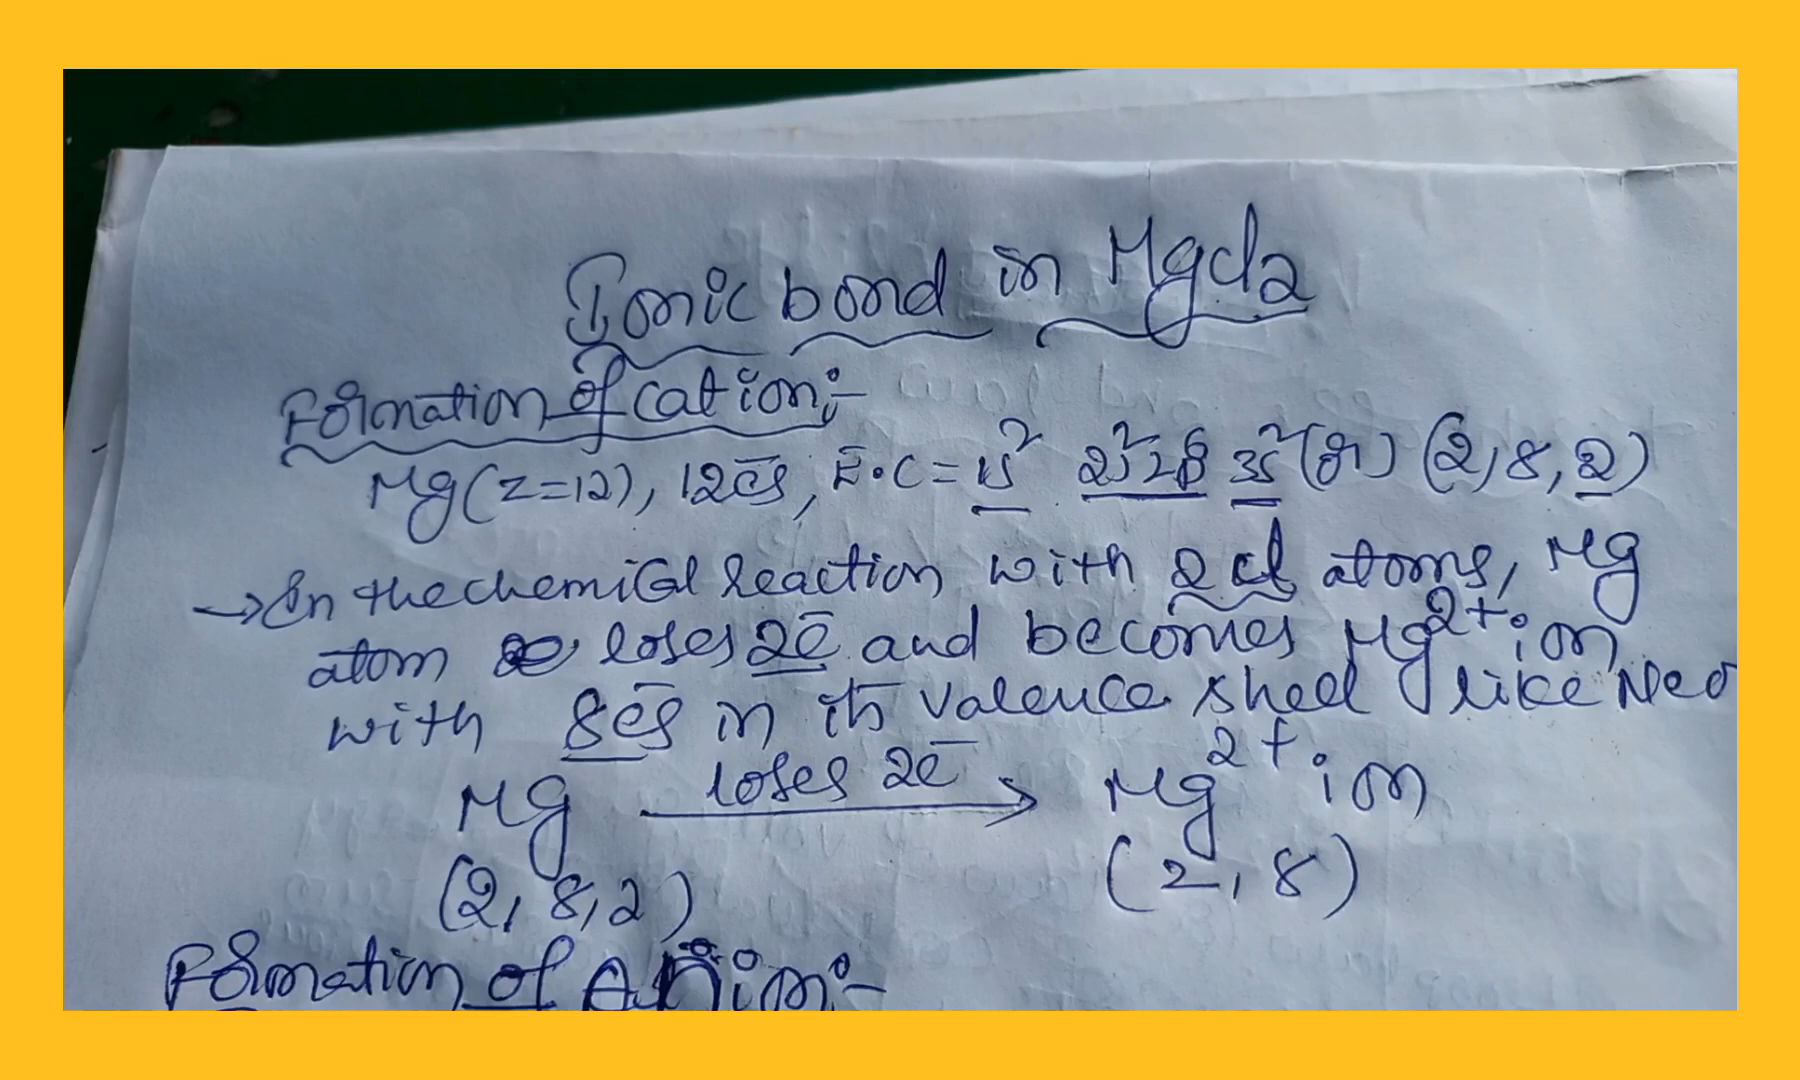 Ionic bond in Mgcl2
Formation of cation:-
Mg(Z=12), 12ēs, E.C = 1s² 2s²2p⁶ 3s² (or) (2,8,2)
→ In the chemical reaction with 2 cl atoms, Mg
atom loses 2ē and becomes Mg²⁺ ion
with 8ēs in its valence shell like Neo
Mg loses 2ē → Mg²⁺ ion
(2, 8, 2) (2, 8)
Formation of Anion:-